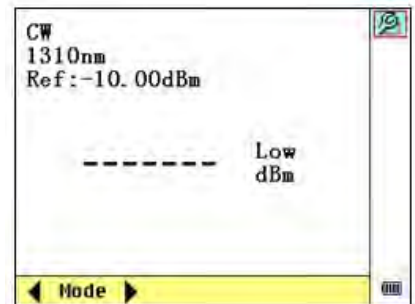 CW
1310nm
Ref:-10.00dBm
------- Low
dBm
Mode